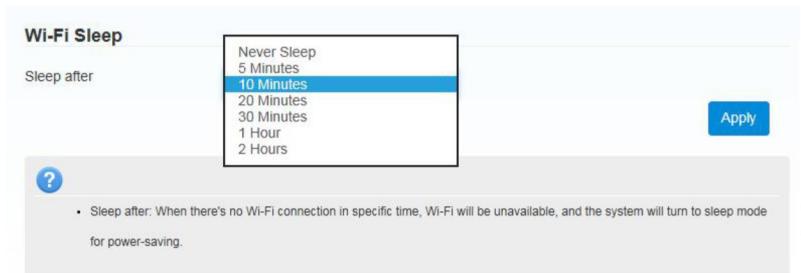 Wi-Fi Sleep
Sleep after
Never Sleep
5 Minutes
10 Minutes
20 Minutes
30 Minutes
1 Hour
2 Hours
Apply
?
• Sleep after: When there's no Wi-Fi connection in specific time, Wi-Fi will be unavailable, and the system will turn to sleep mode
for power-saving.